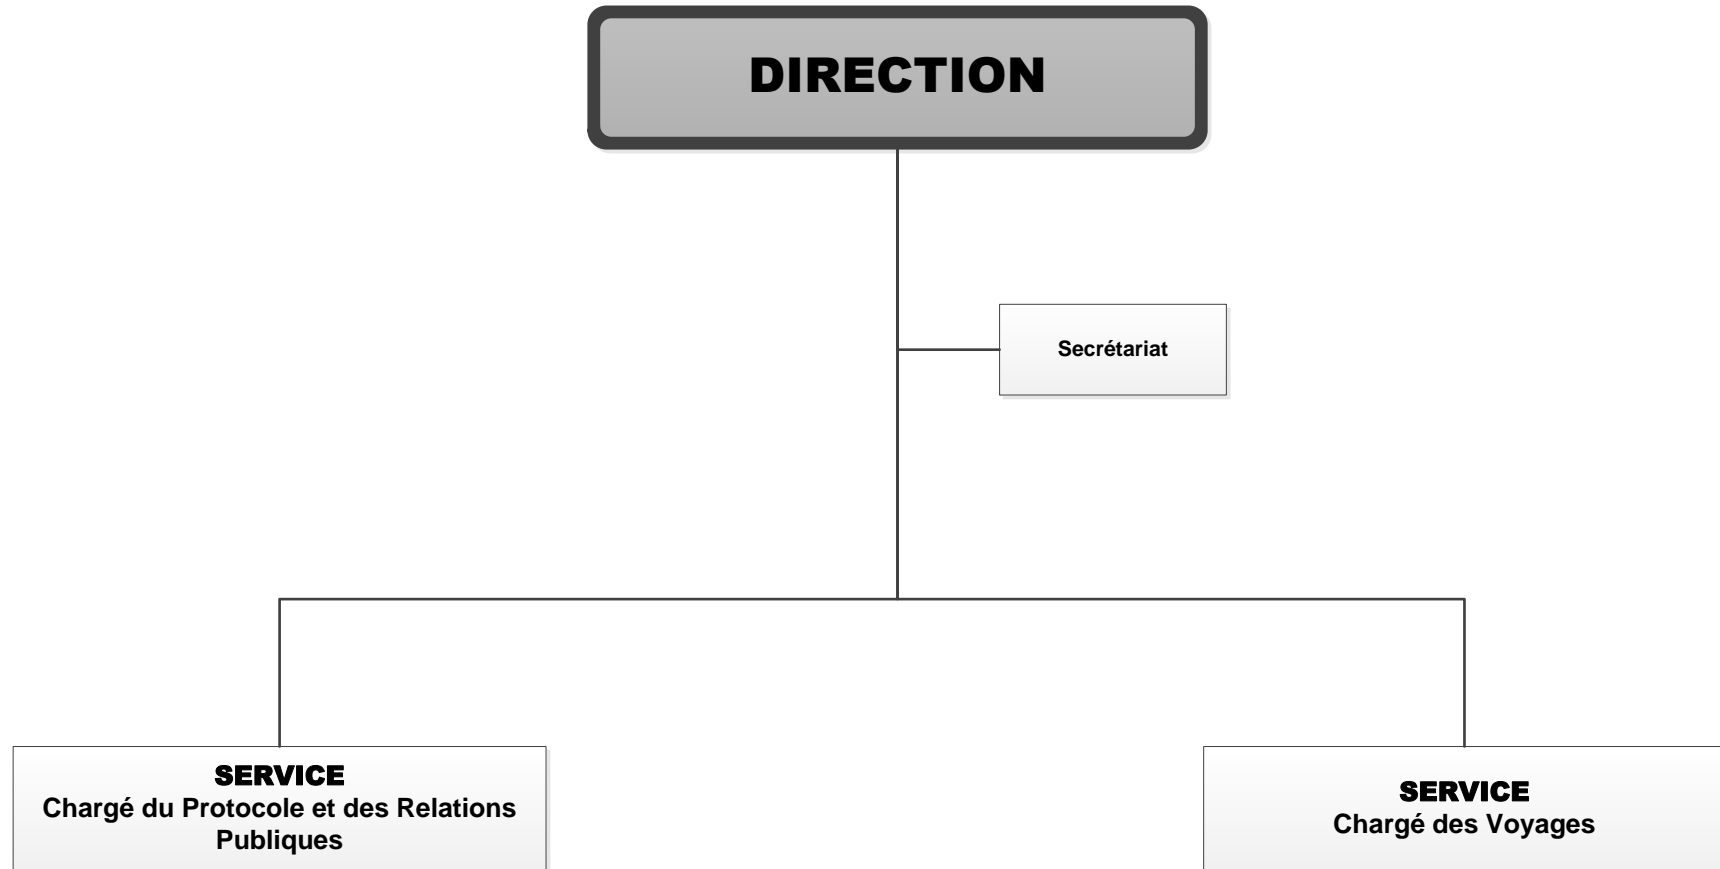 DIRECTION
Secrétariat
SERVICE
Chargé du Protocole et des Relations
Publiques
SERVICE
Chargé des Voyages